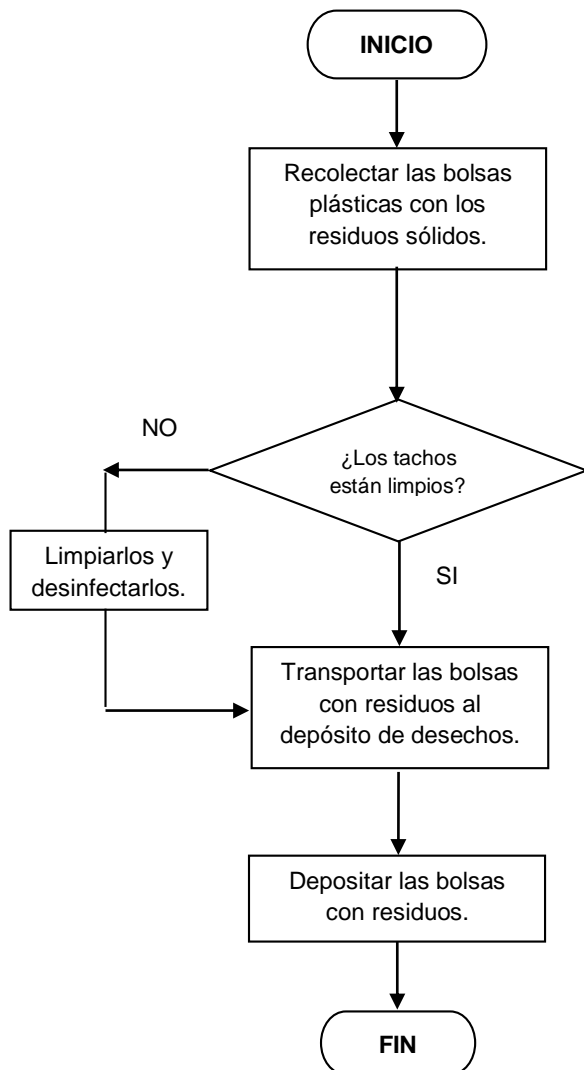 INICIO
Recolectar las bolsas
plásticas con los
residuos sólidos.
NO
¿Los tachos
están limpios?
Limpiarlos y
desinfectarlos.
SI
Transportar las bolsas
con residuos al
depósito de desechos.
Depositar las bolsas
con residuos.
FIN